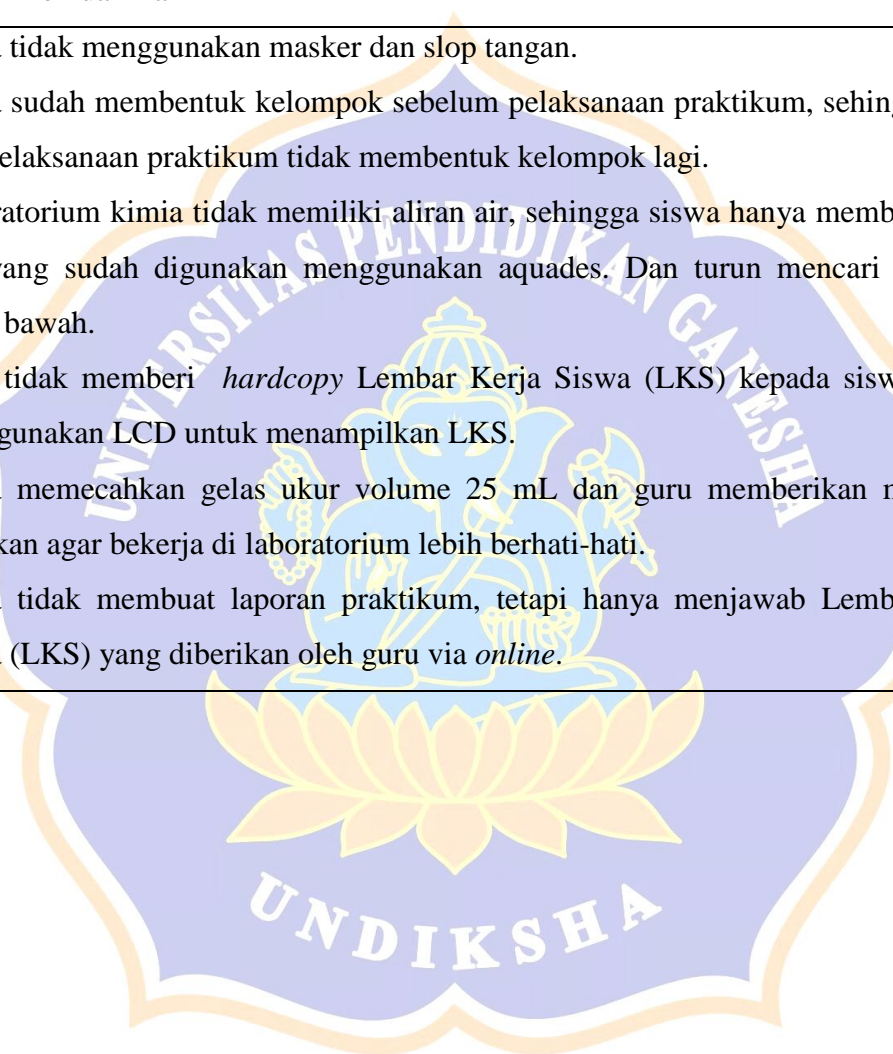 tidak menggunakan masker dan slop tangan.
sudah membentuk kelompok sebelum pelaksanaan praktikum,
elaksanaan praktikum tidak membentuk kelompok lagi.
ratorium kimia tidak memiliki aliran air, sehingga siswa hanya memb
yang sudah digunakan menggunakan aquades. Dan turun mencari
bawah.
tidak memberi hardcopy Lembar Kerja Siswa (LKS) kepada sisw
gunakan LCD untuk menampilkan LKS.
memecahkan gelas ukur volume 25 mL dan guru memberikan
kan agar bekerja di laboratorium lebih berhati-hati.
tidak membuat laporan praktikum, tetapi hanya menjawab Lemb
(LKS) yang diberikan oleh guru via online.
UNIVERSITAS PENDIDIKAN GANESHA
UNDIKSHA